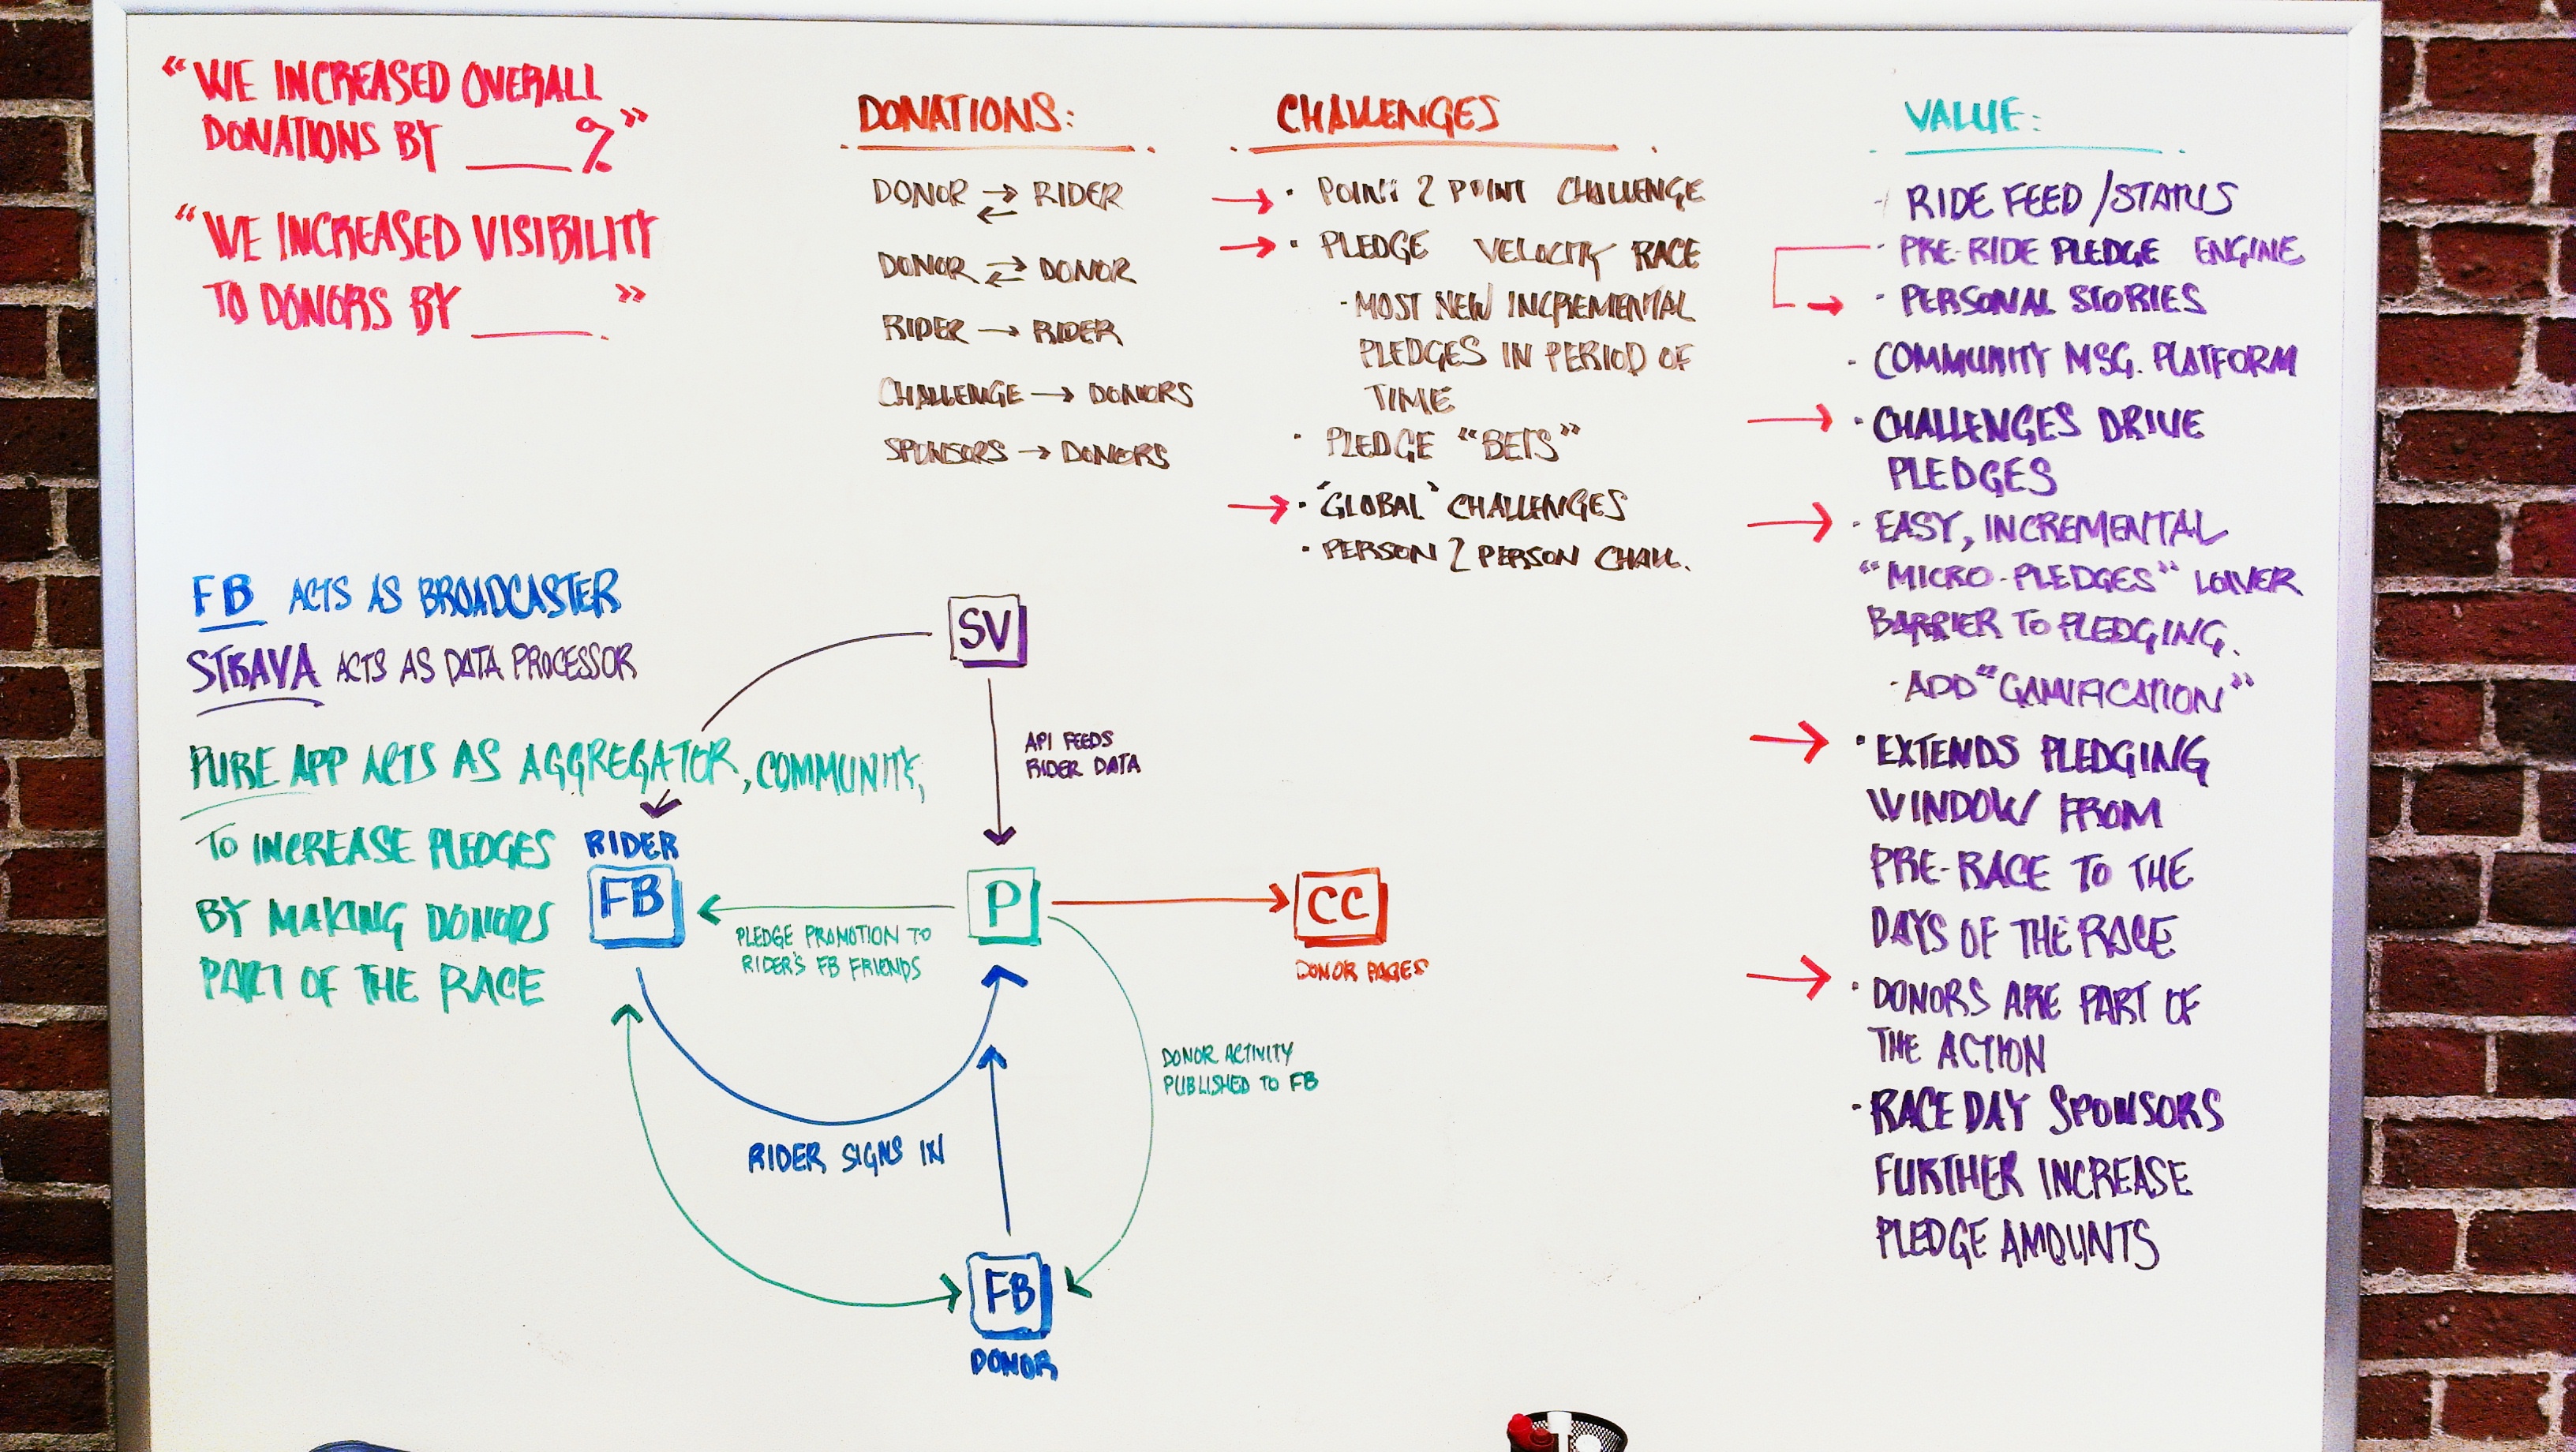 “WE INCREASED OVERALL
DONATIONS BY ____%”
“WE INCREASED VISIBILITY
TO DONORS BY ____.”
DONATIONS:
DONOR ⇄ RIDER
DONOR ⇄ DONOR
RIDER → RIDER
CHALLENGE → DONORS
SPONSORS → DONORS
CHALLENGES
→ · POINT 2 POINT CHALLENGE
→ · PLEDGE VELOCITY RACE
- MOST NEW INCREMENTAL
PLEDGES IN PERIOD OF
TIME
· PLEDGE “BETS”
→ · ‘GLOBAL’ CHALLENGES
· PERSON 2 PERSON CHALL.
VALUE:
- RIDE FEED/STATUS
- PRE-RIDE PLEDGE ENGINE
→ - PERSONAL STORIES
- COMMUNITY MSG. PLATFORM
→ · CHALLENGES DRIVE
PLEDGES
→ · EASY, INCREMENTAL
“MICRO-PLEDGES” LOWER
BARRIER TO PLEDGING.
- ADD “GAMIFICATION”
→ · EXTENDS PLEDGING
WINDOW FROM
PRE-RACE TO THE
DAYS OF THE RACE
→ · DONORS ARE PART OF
THE ACTION
· RACE DAY SPONSORS
FURTHER INCREASE
PLEDGE AMOUNTS
FB ACTS AS BROADCASTER
STRAVA ACTS AS DATA PROCESSOR
PURE APP ACTS AS AGGREGATOR, COMMUNITY,
TO INCREASE PLEDGES
BY MAKING DONORS
PART OF THE RACE
SV
API FEEDS
RIDER DATA
RIDER
FB
PLEDGE PROMOTION TO
RIDER'S FB FRIENDS
P
CC
DONOR PAGES
DONOR ACTIVITY
PUBLISHED TO FB
RIDER SIGNS IN
FB
DONOR